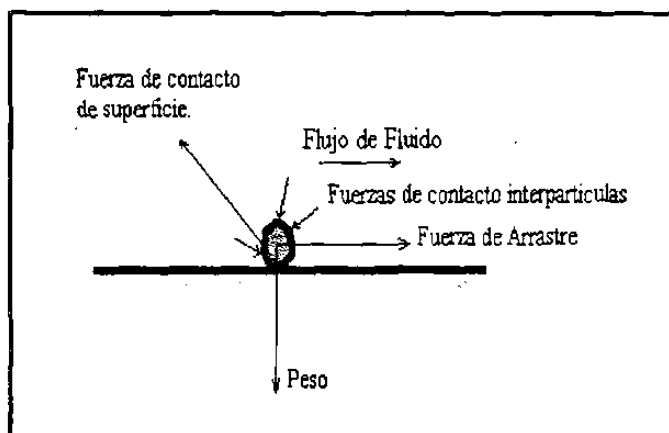 Fuerza de contacto
de superficie.
Flujo de Fluido
Fuerzas de contacto interparticulas
Fuerza de Arrastre
Peso